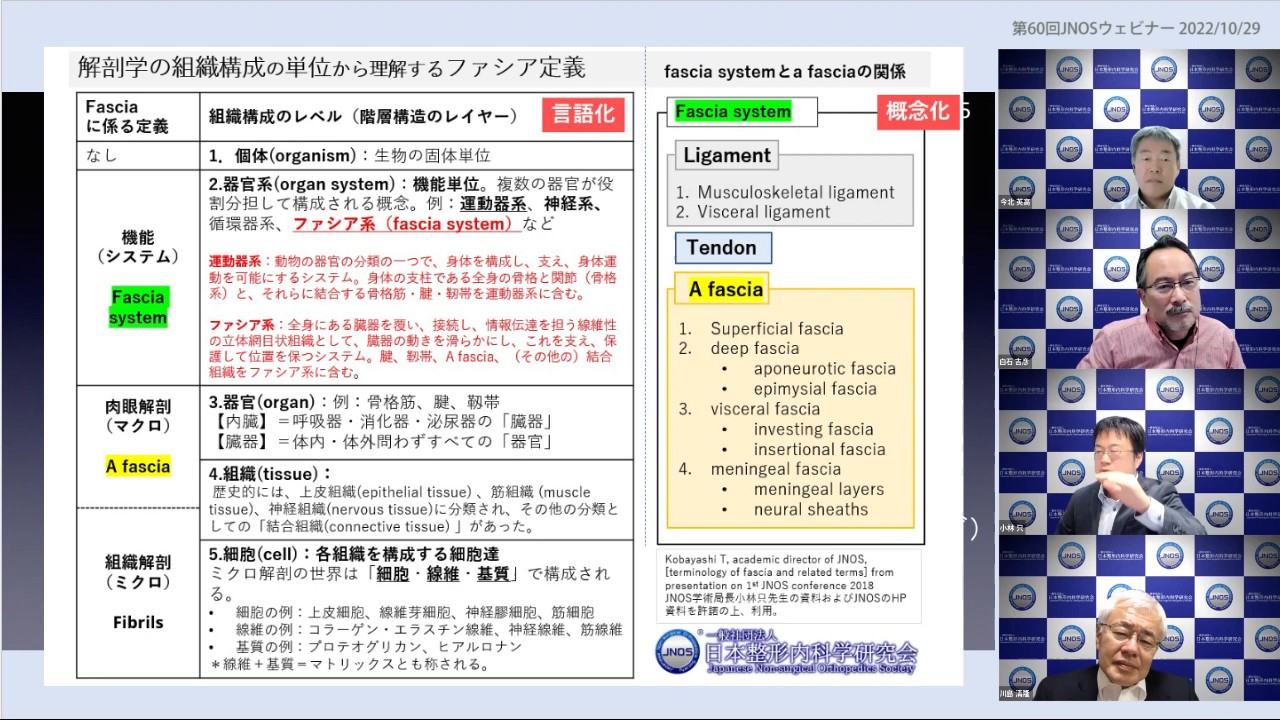 第60回JNOSウェビナー 2022/10/29
解剖学の組織構成の単位から理解するファシア定義
Fascia
に係る定義
組織構成のレベル（階層構造のレイヤー）
言語化
なし
1．個体(organism)：生物の固体単位
機能
（システム）
Fascia
system
2.器官系(organ system)：機能単位。複数の器官が役
割分担して構成される概念。例：運動器系、神経系、
循環器系、ファシア系（fascia system）など
運動器系：動物の器官の分類の一つで、身体を構成し、支え、身体運
動を可能にするシステム。身体の支柱である全身の骨格と関節（骨格
系）と、それらに結合する骨格筋・腱・靭帯を運動器系に含む。
ファシア系：全身にある臓器を覆い、接続し、情報伝達を担う線維性
の立体網目状組織として、臓器の動きを滑らかにし、これを支え、保
護して位置を保つシステム。腱、靭帯、A fascia、（その他の）結合
組織をファシア系に含む。
肉眼解剖
（マクロ）
A fascia
3.器官(organ)：例：骨格筋、腱、靱帯
【内臓】＝呼吸器・消化器・泌尿器の「臓器」
【臓器】＝体内・体外問わずすべての「器官」
4.組織(tissue)：
歴史的には、上皮組織(epithelial tissue) 、筋組織 (muscle
tissue)、神経組織(nervous tissue)に分類され、その他の分類と
しての「結合組織(connective tissue) 」があった。
組織解剖
（ミクロ）
Fibrils
5.細胞(cell)：各組織を構成する細胞達
ミクロ解剖の世界は「細胞・線維・基質」で構成され
る。
• 細胞の例：上皮細胞、線維芽細胞、神経膠細胞、筋細胞
• 線維の例：コラーゲン・エラスチン線維、神経線維、筋線維
• 基質の例：プロテオグリカン、ヒアルロナン
＊線維＋基質＝マトリックスとも称される。
fascia systemとa fasciaの関係
Fascia system
概念化
5
Ligament
1. Musculoskeletal ligament
2. Visceral ligament
Tendon
A fascia
1. Superficial fascia
2. deep fascia
• aponeurotic fascia
• epimysial fascia
3. visceral fascia
• investing fascia
• insertional fascia
4. meningeal fascia
• meningeal layers
• neural sheaths
Kobayashi T, academic director of JNOS,
[terminology of fascia and related terms] from
presentation on 1st JNOS conference 2018
JNOS学術局長小林只先生の資料およびJNOSのHP
資料を許諾の上、利用。
JNOS
®
一般社団法人
日本整形内科学研究会
Japanese Non-surgical Orthopedics Society
）
今北 英高
白石 吉彦
小林 只
川島 清隆